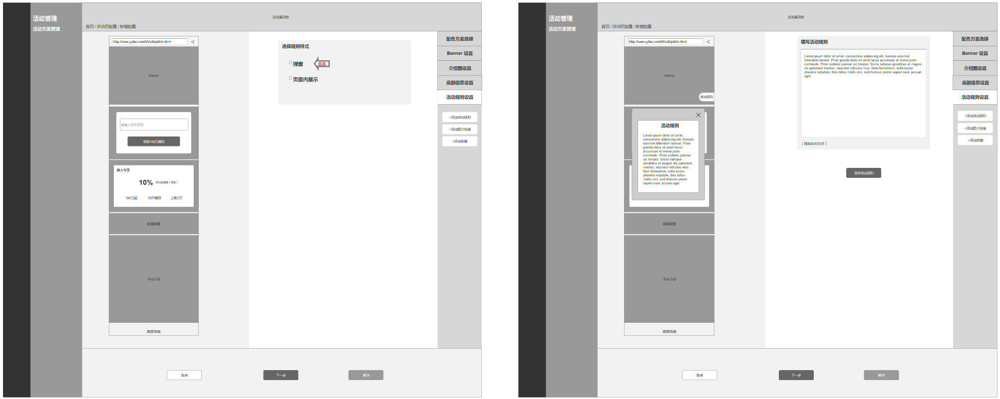 活动管理
活动页面管理
浏览器顶部
首页 / 活动页配置 / 新增配置
http://www.yyfax.com/h5/sdkjskhik.html
Banner
请输入手机号码
领取166元福利
新人专享
10% 年化收益率（历史）
100元起 30天期限 上限2万
数据披露
平台介绍
底部信息
选择规则样式
弹窗
点击
页面内展示
配色方案选择
Banner 设置
介绍图设置
底部信息设置
活动规则设置
+添加活动规则
+添加图片链接
+添加按键
取消
下一步
暂存
活动管理
活动页面管理
浏览器顶部
首页 / 活动页配置 / 新增配置
http://www.yyfax.com/h5/sdkjskhik.html
Banner
活动规则
活动规则
Lorem ipsum dolor sit amet,
consectetur adipiscing elit. Aenean
euismod bibendum laoreet. Proin
gravida dolor sit amet lacus
accumsan et viverra justo
commodo. Proin sodales pulvinar
sic tempor. Sociis natoque
penatibus et magnis dis parturient
montes, nascetur ridiculus mus.
Nam fermentum, nulla luctus
pharetra vulputate, felis tellus
mollis orci, sed rhoncus pronin
sapien nunc accuan eget.
数据披露
平台介绍
底部信息
填写活动规则
Lorem ipsum dolor sit amet, consectetur adipiscing elit. Aenean euismod
bibendum laoreet. Proin gravida dolor sit amet lacus accumsan et viverra justo
commodo. Proin sodales pulvinar sic tempor. Sociis natoque penatibus et magnis
dis parturient montes, nascetur ridiculus mus. Nam fermentum, nulla luctus
pharetra vulputate, felis tellus mollis orci, sed rhoncus pronin sapien nunc accuan
eget.
（限制800汉字）
保存活动规则
配色方案选择
Banner 设置
介绍图设置
底部信息设置
活动规则设置
+添加活动规则
+添加图片链接
+添加按键
取消
下一步
暂存